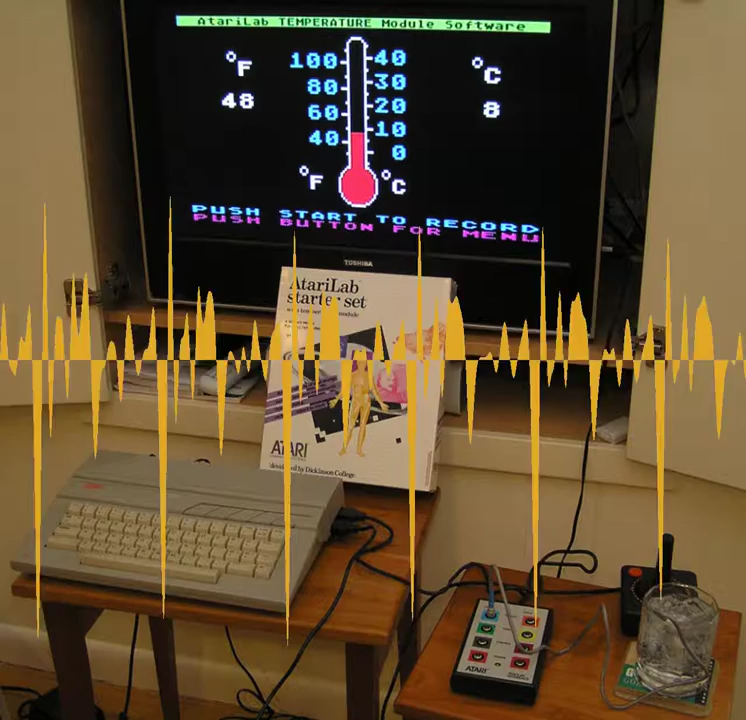 AtariLab TEMPERATURE Module Software
°F
°C
48
8
100
80
60
40
40
30
20
10
0
°F
°C
PUSH START TO RECORD
PUSH BUTTON FOR MENU
TOSHIBA
AtariLab
starter set
ATARI
developed by Dickinson College
ATARI